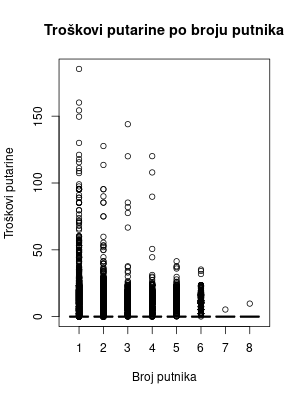 Troškovi putarine po broju putnika
Troškovi putarine
150
100
50
0
1 2 3 4 5 6 7 8
Broj putnika